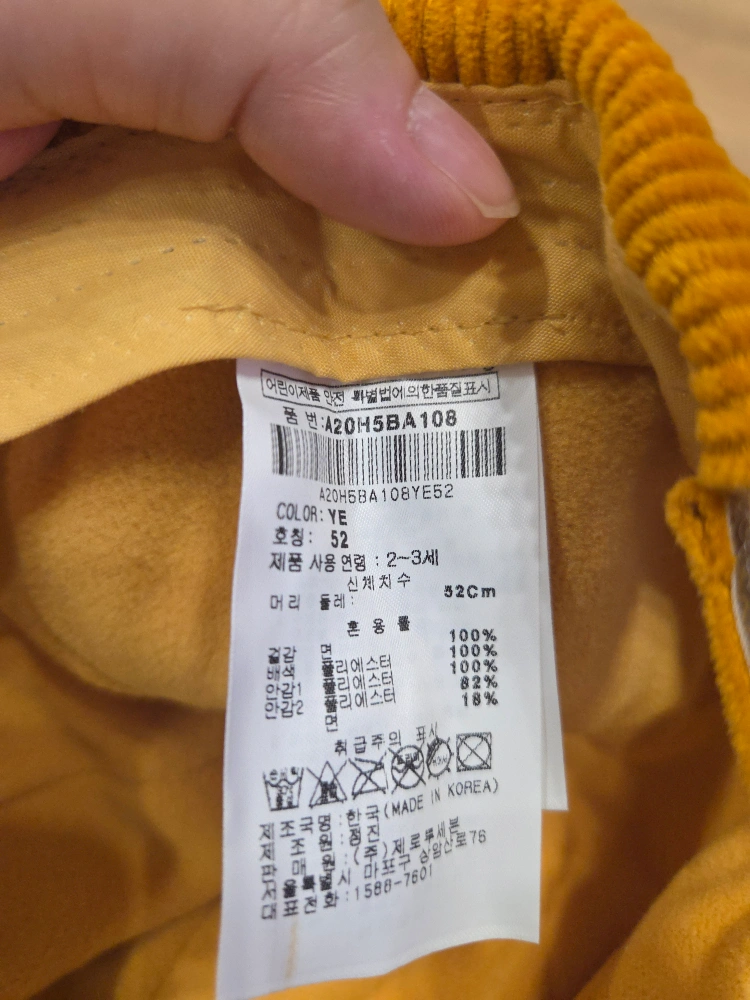 어린이제품 안전 특별법에의한품질표시
품 번:A20H5BA108
A20H5BA108YE52
COLOR: YE
호칭: 52
제품 사용연령 : 2~3세
신체치수
머리 둘레: 52Cm
혼 용 률
겉감 면 100%
배색 폴리에스터 100%
안감1 폴리에스터 100%
안감2 폴리에스터 82%
면 18%
취급주의 표시
제조국명:한국(MADE IN KOREA)
제 조 원:정진
판 매 원:(주)제로투세븐
서울 시 마포구 상암산로76
대표전화:1588-7601